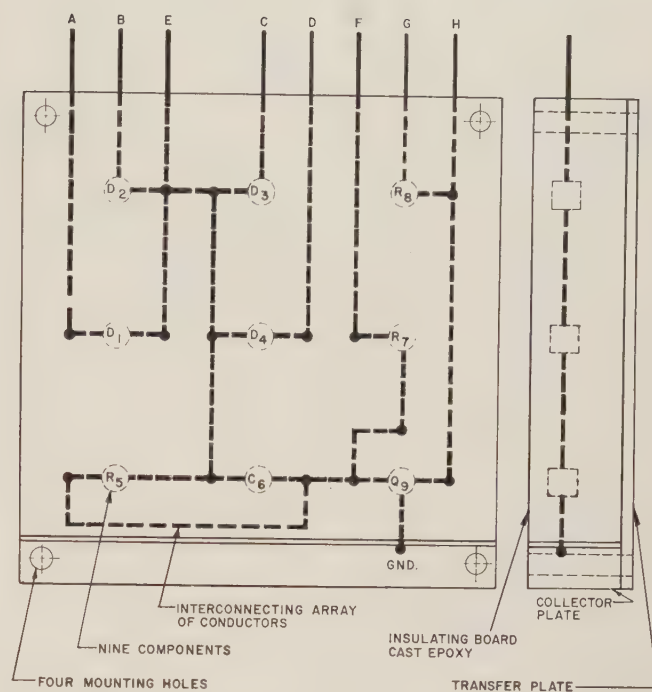 A B E C D F G H
D2 D3 R8
D1 D4 R7
R5 C6 Q9
GND.
INTERCONNECTING ARRAY
OF CONDUCTORS
NINE COMPONENTS
FOUR MOUNTING HOLES
COLLECTOR
PLATE
INSULATING BOARD
CAST EPOXY
TRANSFER PLATE